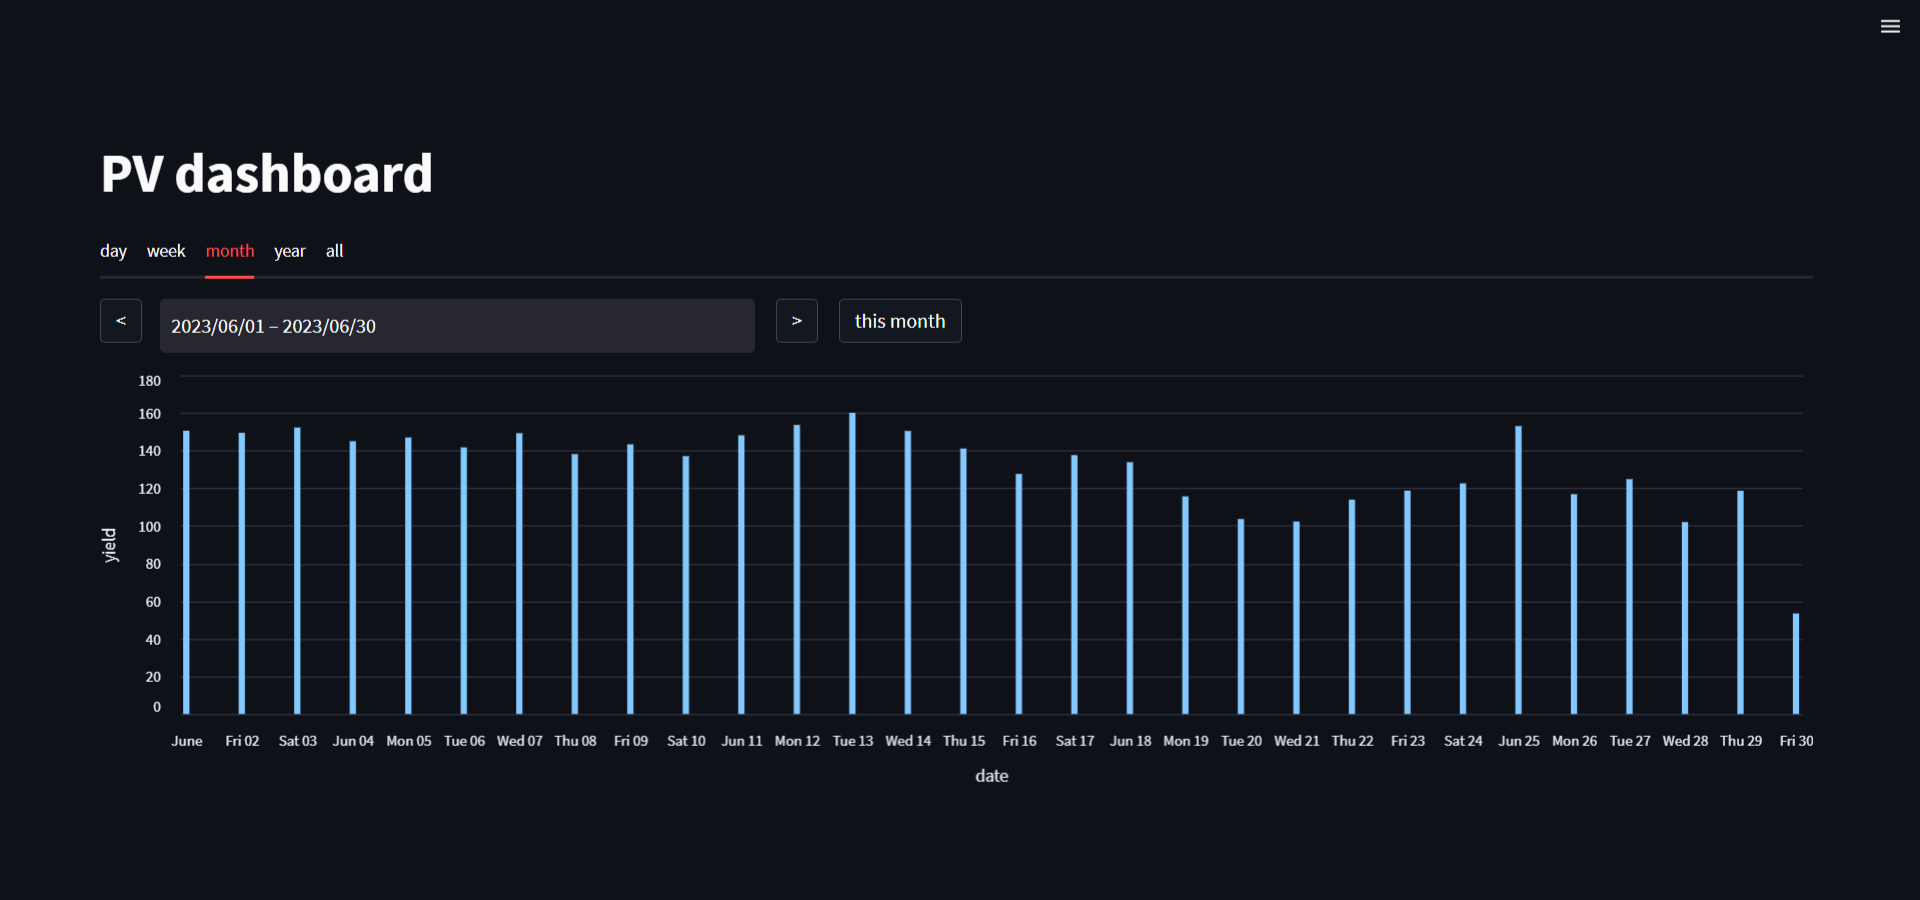 PV dashboard
day week month year all
< 2023/06/01 – 2023/06/30 > this month
180
160
140
120
100
80
60
40
20
0
yield
June Fri 02 Sat 03 Jun 04 Mon 05 Tue 06 Wed 07 Thu 08 Fri 09 Sat 10 Jun 11 Mon 12 Tue 13 Wed 14 Thu 15 Fri 16 Sat 17 Jun 18 Mon 19 Tue 20 Wed 21 Thu 22 Fri 23 Sat 24 Jun 25 Mon 26 Tue 27 Wed 28 Thu 29 Fri 30
date